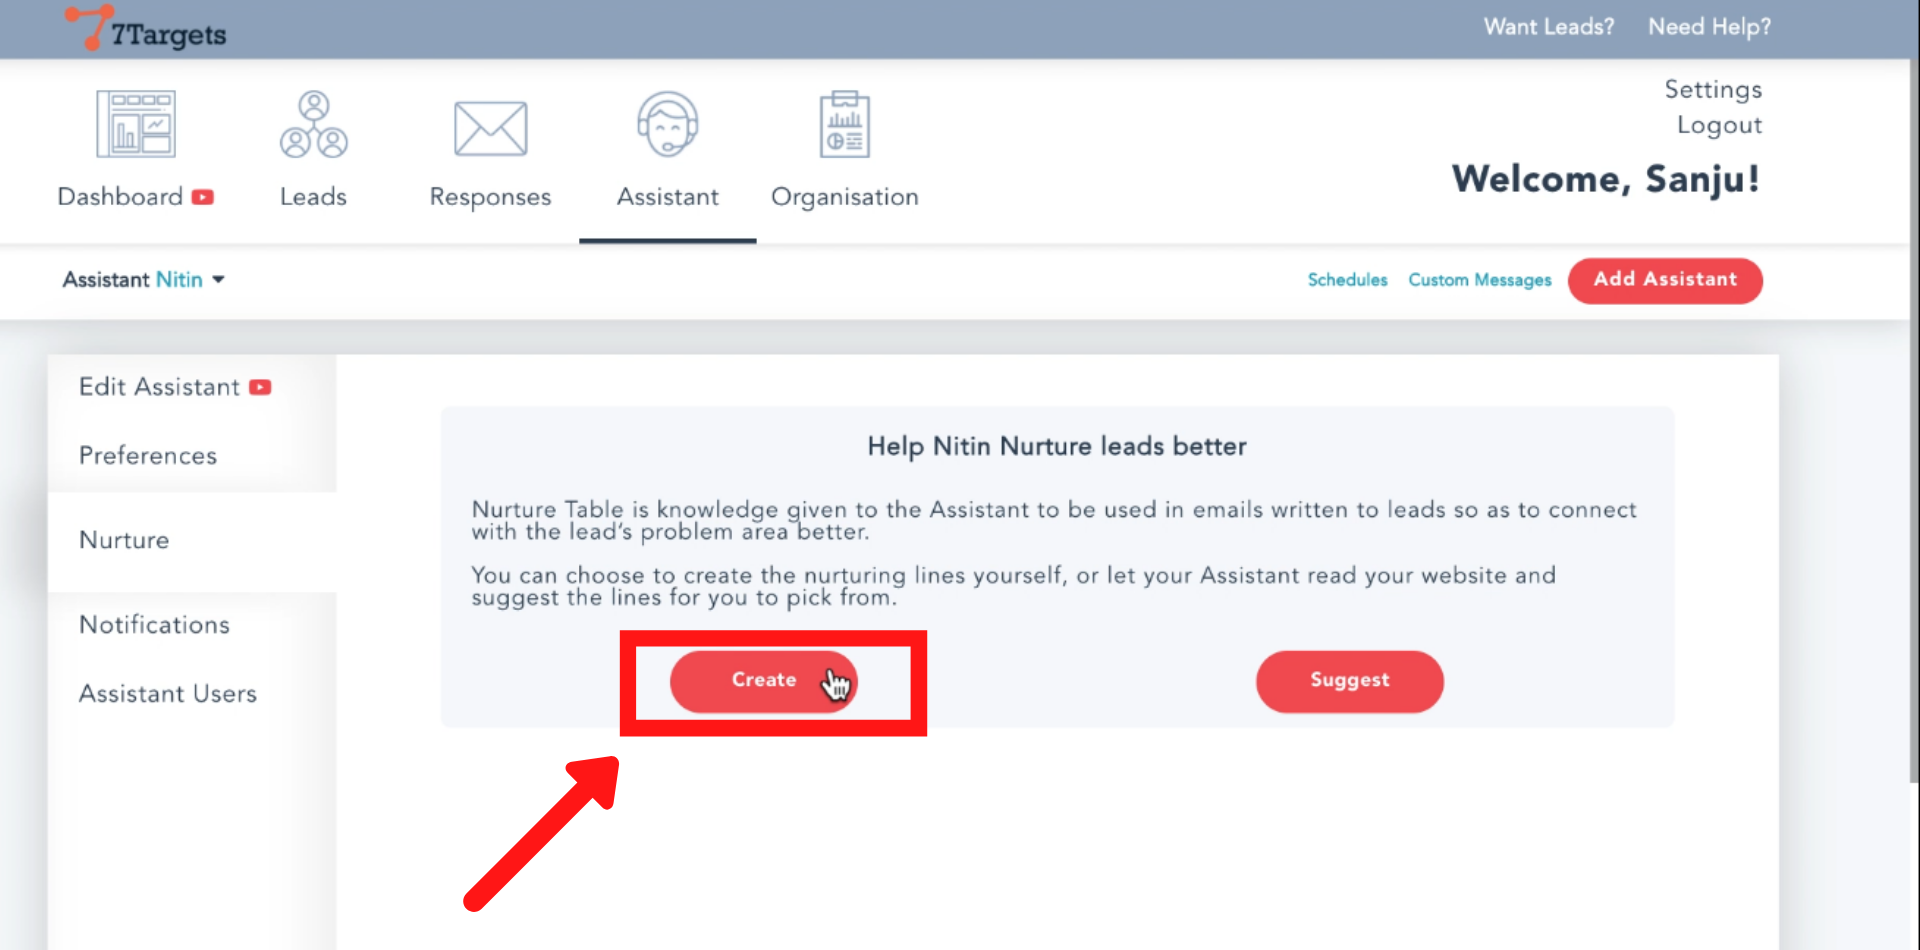 7Targets
Want Leads? Need Help?
Settings
Logout
Welcome, Sanju!
Dashboard Leads Responses Assistant Organisation
Assistant Nitin
Schedules Custom Messages Add Assistant
Edit Assistant
Preferences
Nurture
Notifications
Assistant Users
Help Nitin Nurture leads better
Nurture Table is knowledge given to the Assistant to be used in emails written to leads so as to connect
with the lead's problem area better.
You can choose to create the nurturing lines yourself, or let your Assistant read your website and
suggest the lines for you to pick from.
Create Suggest